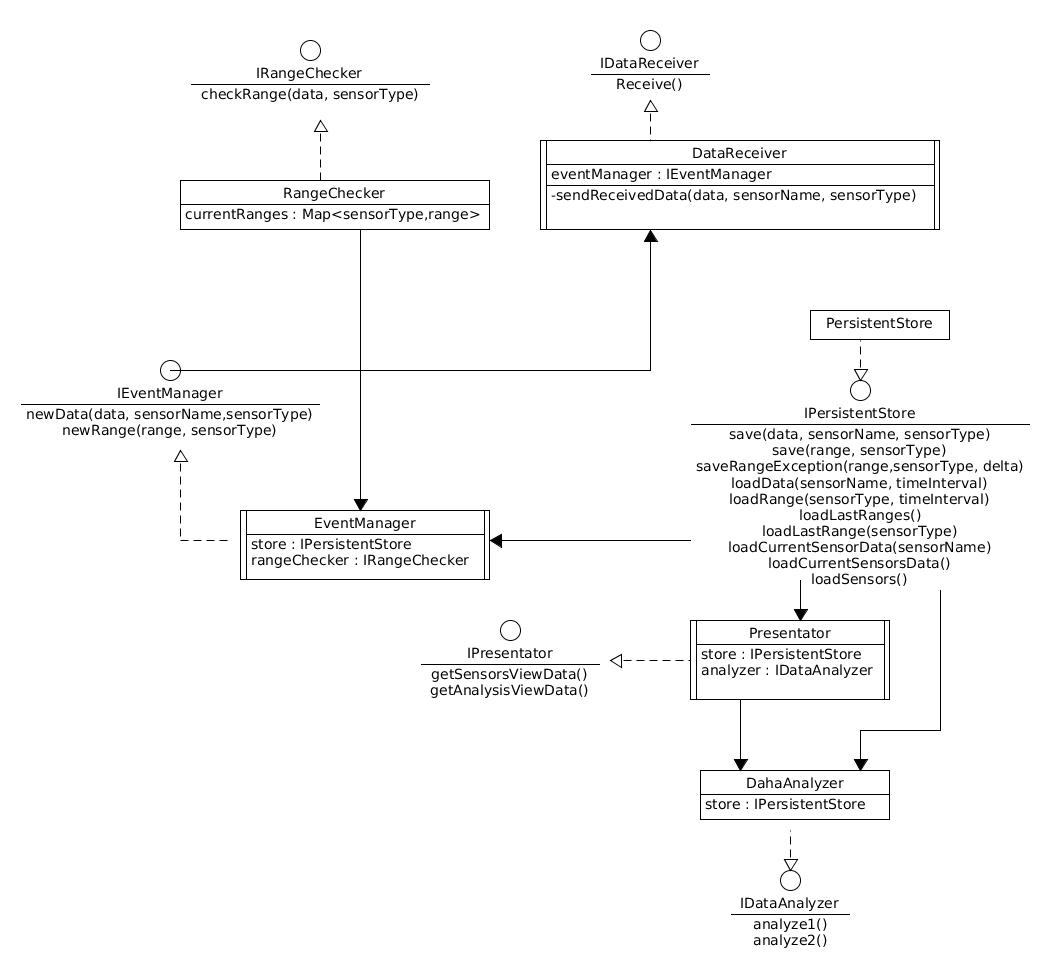 IRangeChecker
checkRange(data, sensorType)
IDataReceiver
Receive()
RangeChecker
currentRanges : Map<sensorType,range>
DataReceiver
eventManager : IEventManager
-sendReceivedData(data, sensorName, sensorType)
PersistentStore
IEventManager
newData(data, sensorName,sensorType)
newRange(range, sensorType)
IPersistentStore
save(data, sensorName, sensorType)
save(range, sensorType)
saveRangeException(range,sensorType, delta)
loadData(sensorName, timeInterval)
loadRange(sensorType, timeInterval)
loadLastRanges()
loadLastRange(sensorType)
loadCurrentSensorData(sensorName)
loadCurrentSensorsData()
loadSensors()
EventManager
store : IPersistentStore
rangeChecker : IRangeChecker
IPresentator
getSensorsViewData()
getAnalysisViewData()
Presentator
store : IPersistentStore
analyzer : IDataAnalyzer
DahaAnalyzer
store : IPersistentStore
IDataAnalyzer
analyze1()
analyze2()